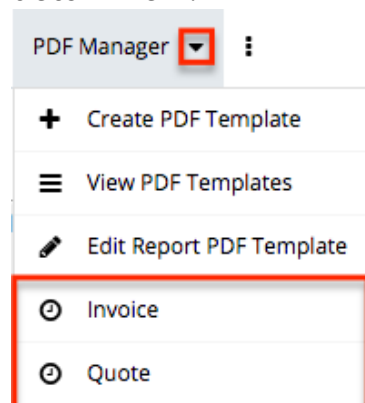 PDF Manager
Create PDF Template
View PDF Templates
Edit Report PDF Template
Invoice
Quote